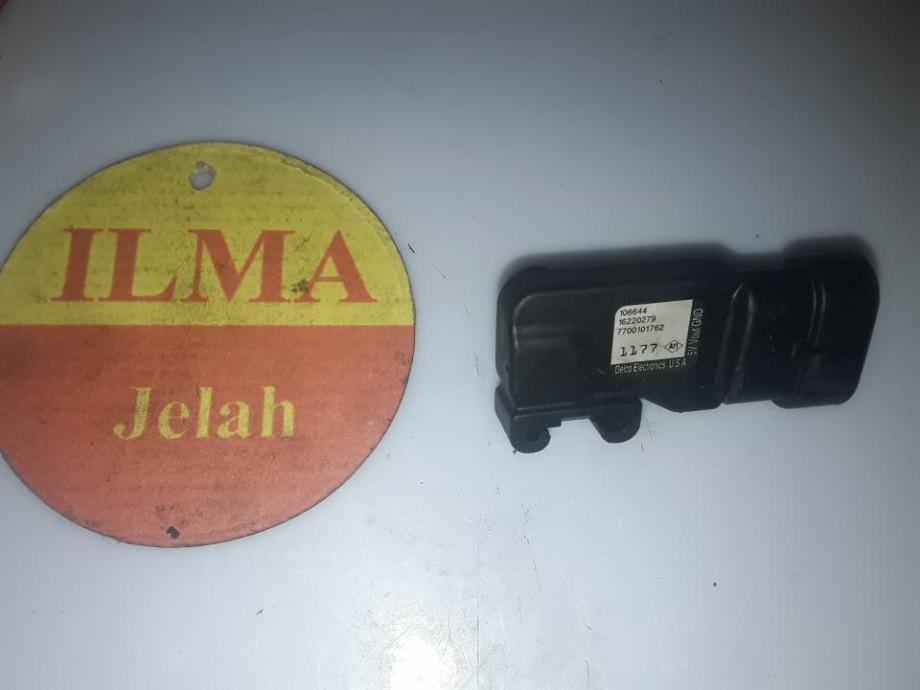 ILMA
Jelah
106644
16220279
7700101762
1177
Delco Electronics U.S.A
5V Vout GND